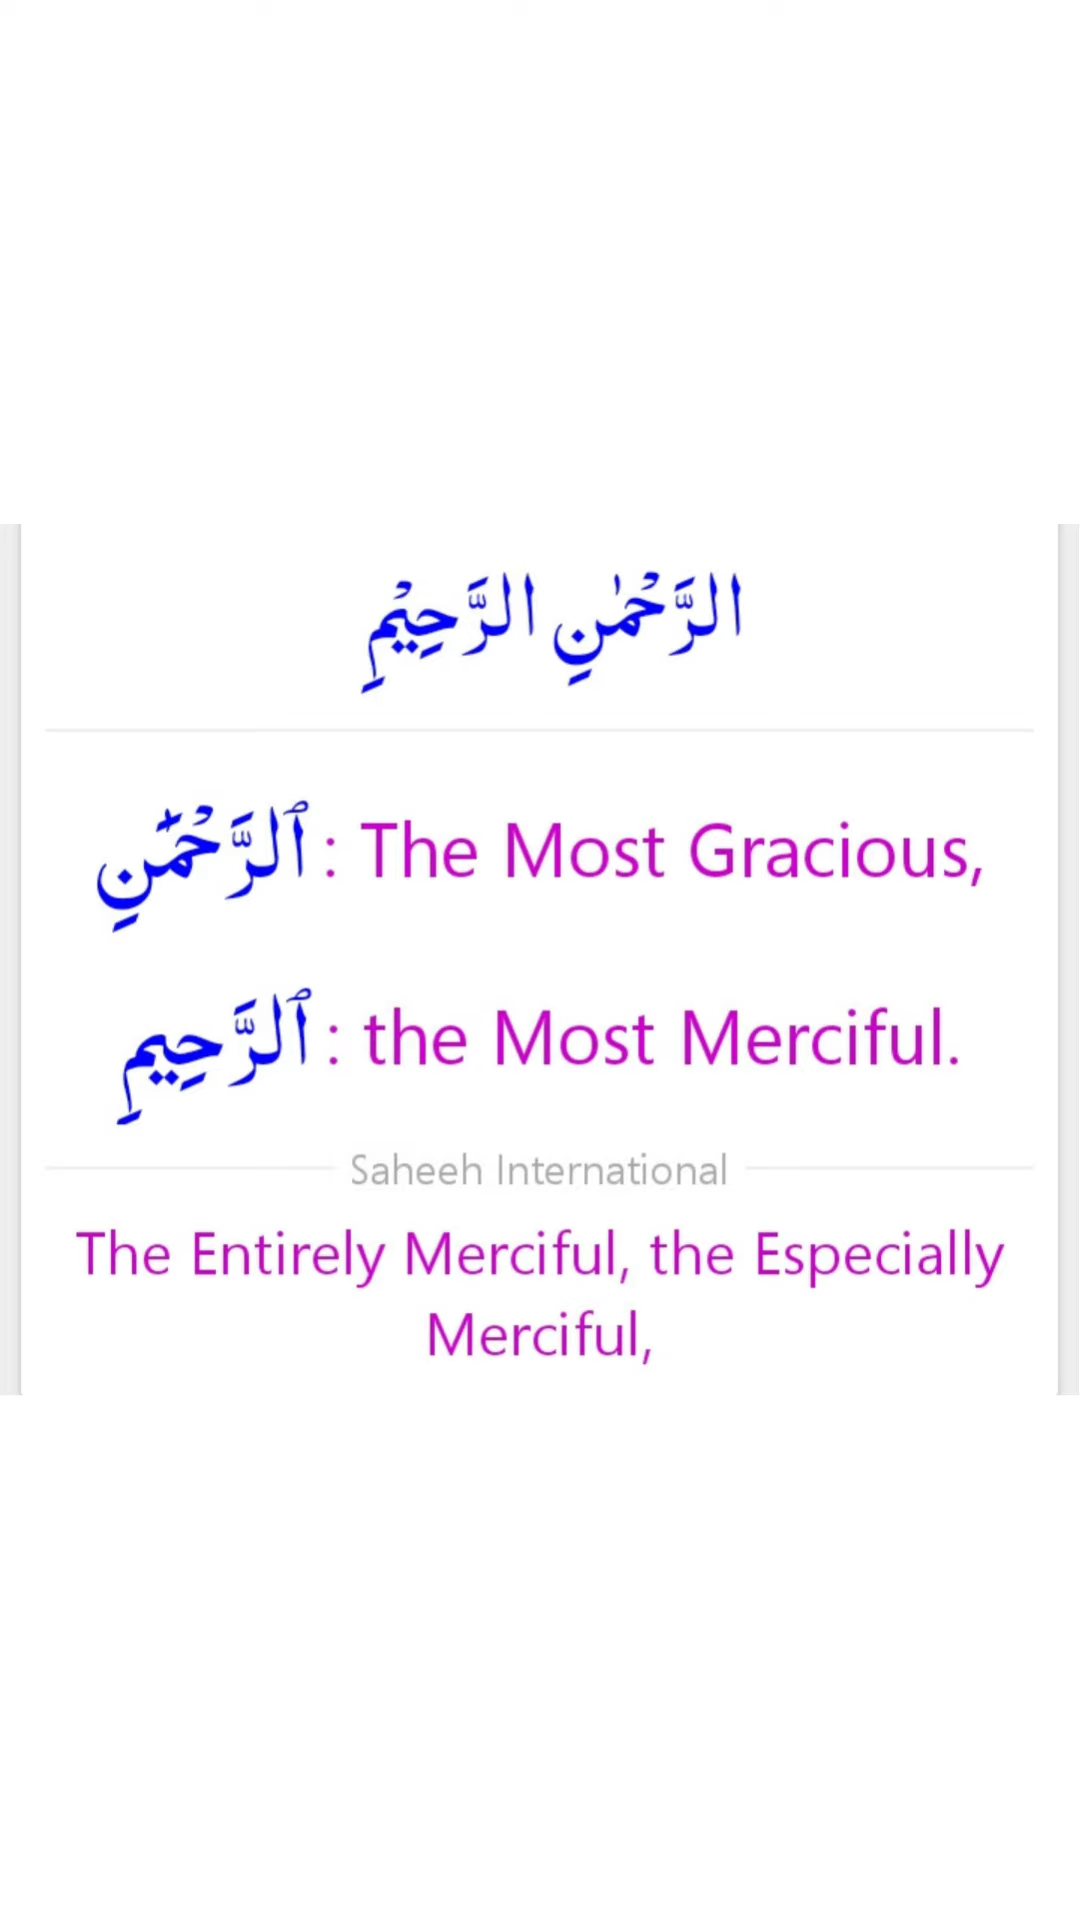 الرَّحْمٰنِ الرَّحِيْمِ
ٱلرَّحْمَٰنِ : The Most Gracious,
ٱلرَّحِيمِ : the Most Merciful.
Saheeh International
The Entirely Merciful, the Especially
Merciful,